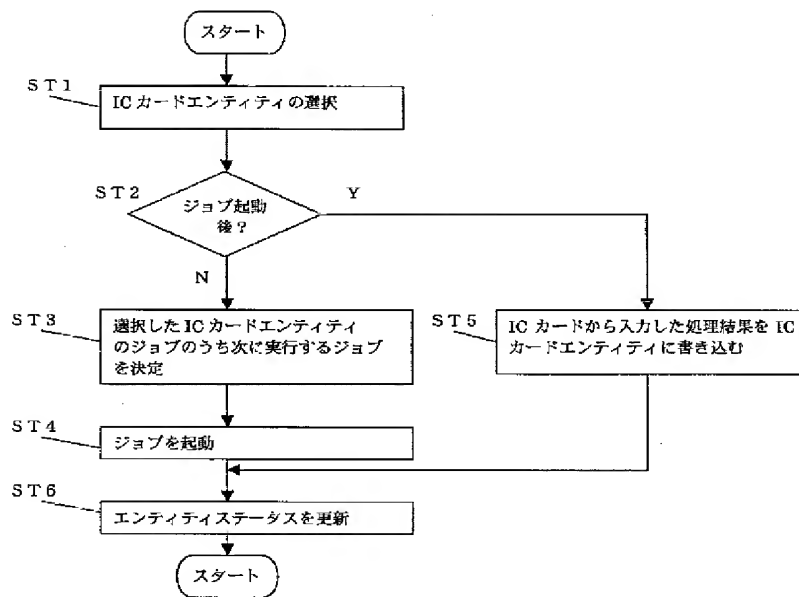 スタート
ST1
ICカードエンティティの選択
ST2
ジョブ起動
後？
Y
N
ST3
選択したICカードエンティティ
のジョブのうち次に実行するジョブ
を決定
ST5
ICカードから入力した処理結果をIC
カードエンティティに書き込む
ST4
ジョブを起動
ST6
エンティティステータスを更新
スタート